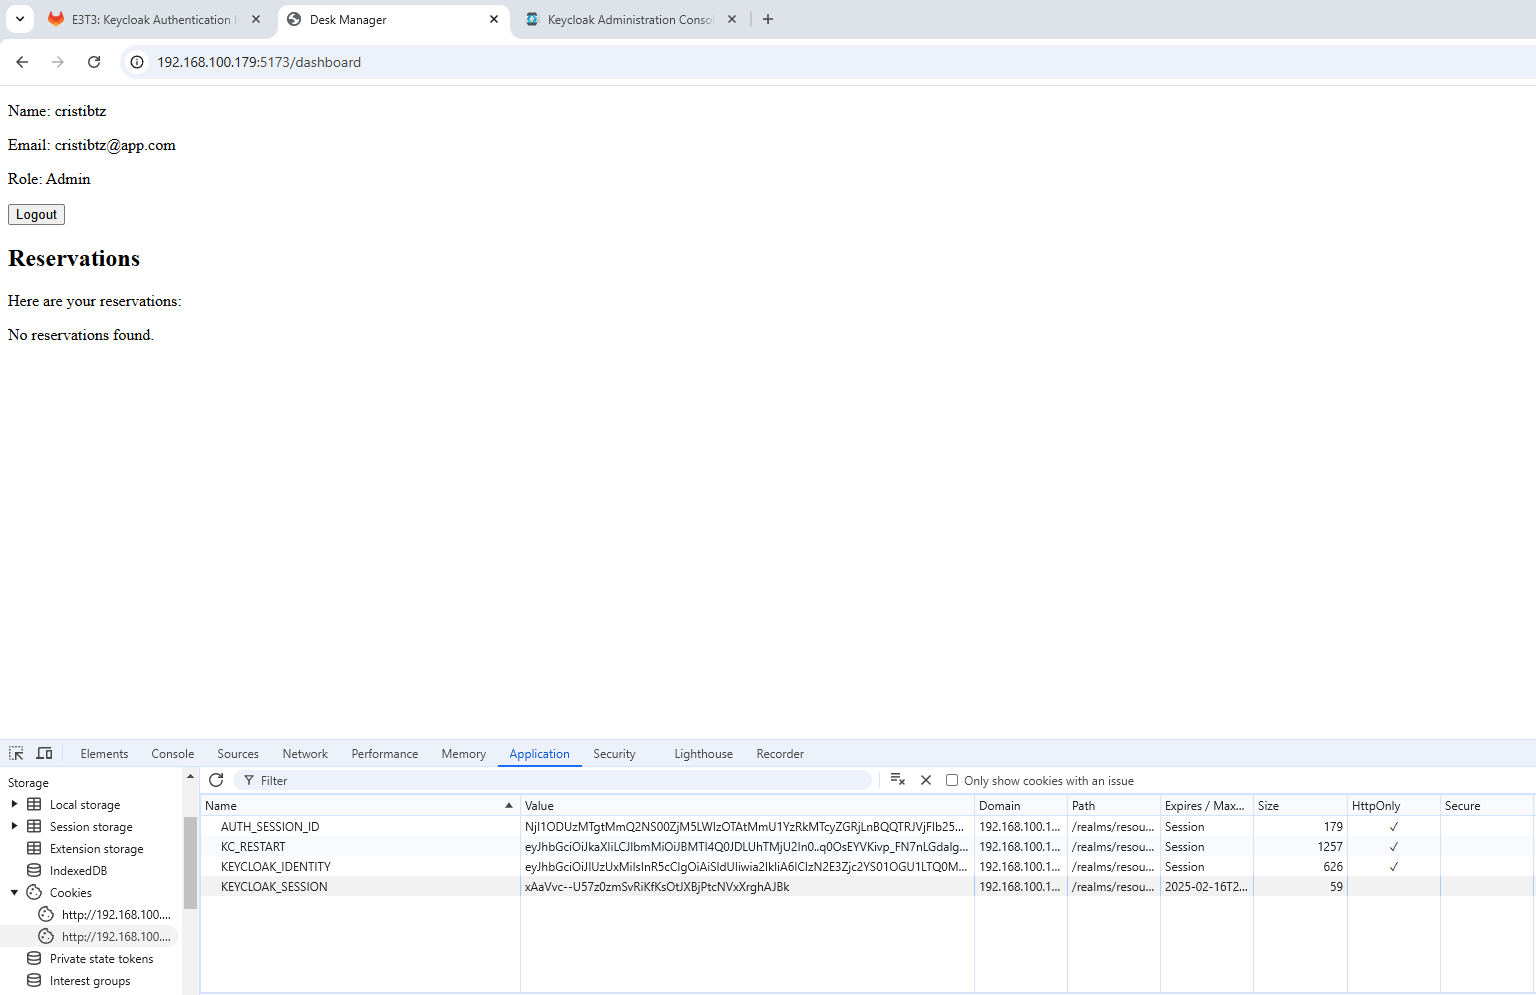 E3T3: Keycloak Authentication I
Desk Manager
Keycloak Administration Conso
192.168.100.179:5173/dashboard
Name: cristibtz
Email: cristibtz@app.com
Role: Admin
Logout
Reservations
Here are your reservations:
No reservations found.
Elements Console Sources Network Performance Memory Application Security Lighthouse Recorder
Storage
Local storage
Session storage
Extension storage
IndexedDB
Cookies
http://192.168.100....
http://192.168.100....
Private state tokens
Interest groups
Filter
Only show cookies with an issue
Name Value Domain Path Expires / Max... Size HttpOnly Secure
AUTH_SESSION_ID 192.168.100.1... /realms/resou... Session 179 ✓
KC_RESTART 192.168.100.1... /realms/resou... Session 1257 ✓
KEYCLOAK_IDENTITY 192.168.100.1... /realms/resou... Session 626 ✓
KEYCLOAK_SESSION 192.168.100.1... /realms/resou... 2025-02-16T2... 59